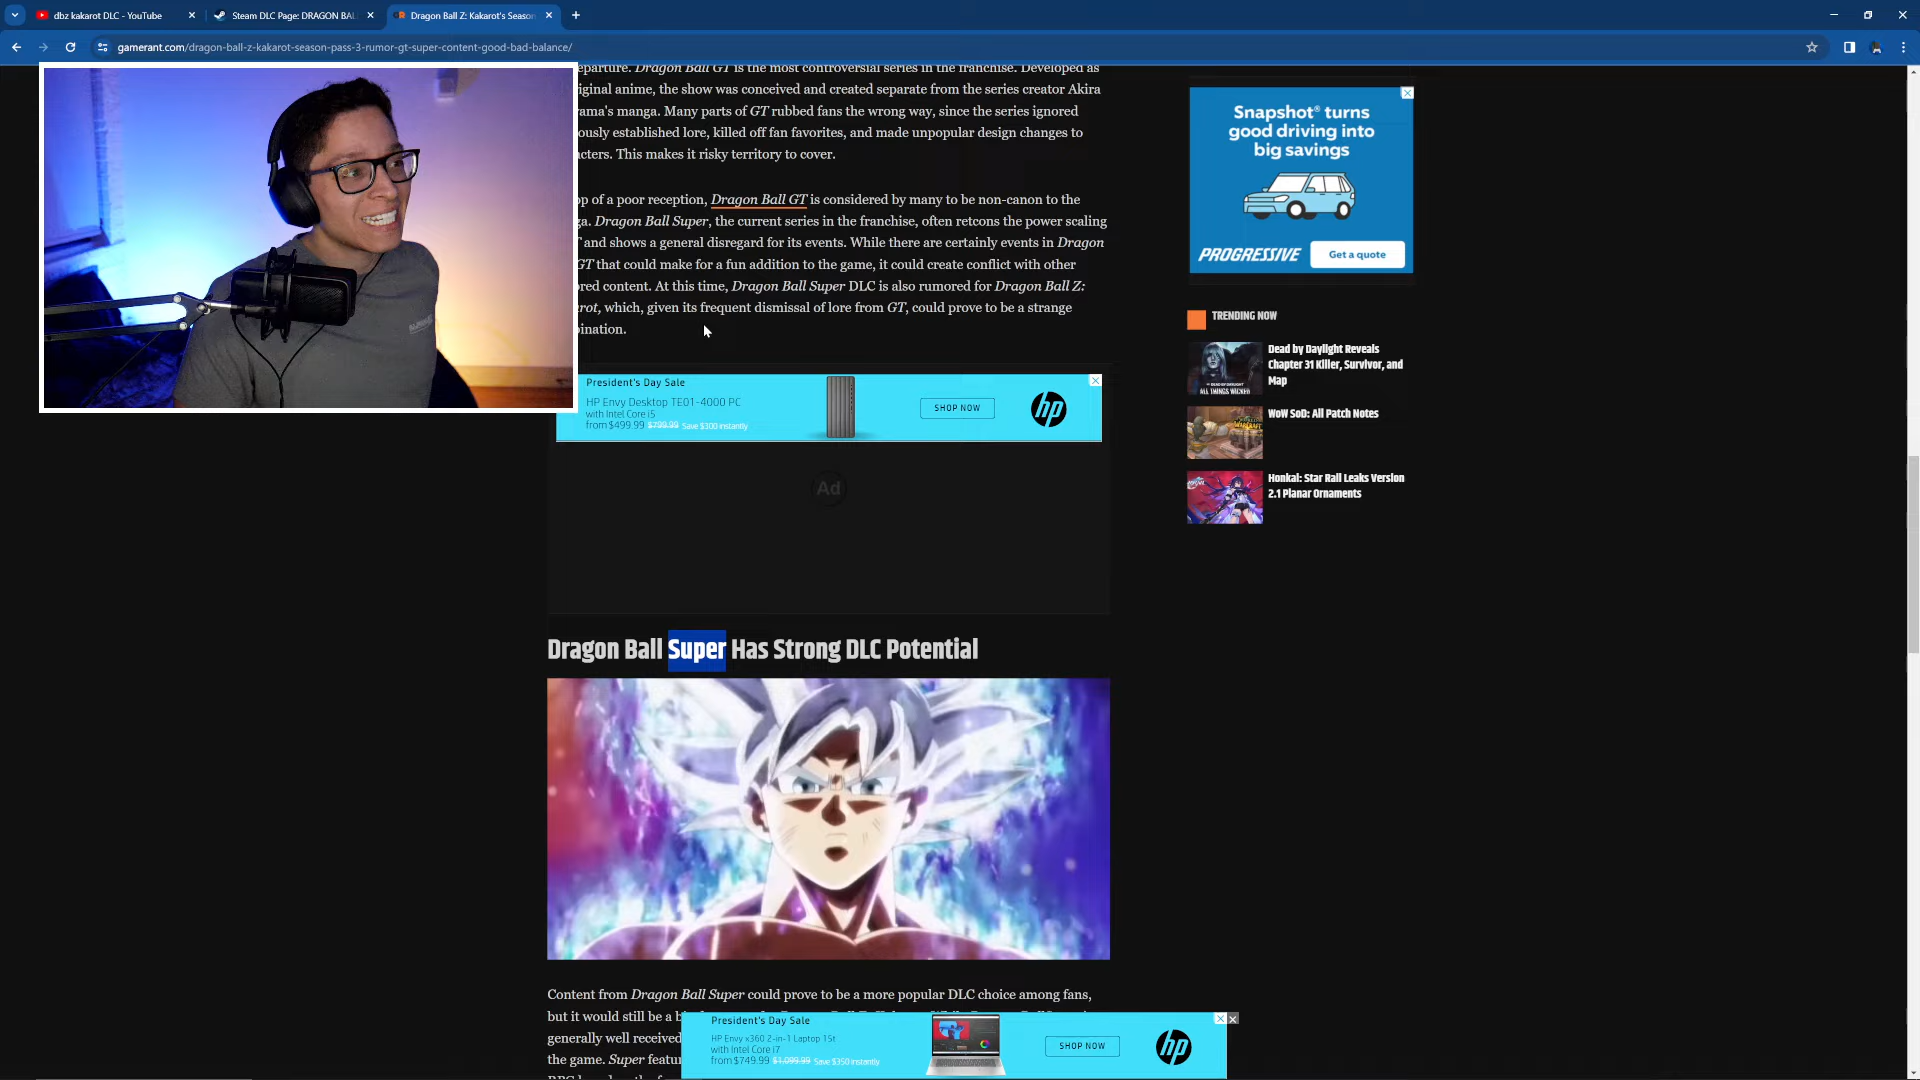 dbz kakarot DLC - YouTube
Steam DLC Page: DRAGON BAL
Dragon Ball Z: Kakarot's Season
gamerant.com/dragon-ball-z-kakarot-season-pass-3-rumor-gt-super-content-good-bad-balance/
eparture. Dragon Ball GT is the most controversial series in the franchise. Developed as
iginal anime, the show was conceived and created separate from the series creator Akira
ama's manga. Many parts of GT rubbed fans the wrong way, since the series ignored
ously established lore, killed off fan favorites, and made unpopular design changes to
cters. This makes it risky territory to cover.
op of a poor reception, Dragon Ball GT is considered by many to be non-canon to the
ga. Dragon Ball Super, the current series in the franchise, often retcons the power scaling
and shows a general disregard for its events. While there are certainly events in Dragon
GT that could make for a fun addition to the game, it could create conflict with other
red content. At this time, Dragon Ball Super DLC is also rumored for Dragon Ball Z:
rot, which, given its frequent dismissal of lore from GT, could prove to be a strange
bination.
President's Day Sale
HP Envy Desktop TE01-4000 PC
with Intel Core i5
from $499.99 $799.99 Save $300 instantly
SHOP NOW
hp
Ad
Dragon Ball Super Has Strong DLC Potential
Content from Dragon Ball Super could prove to be a more popular DLC choice among fans,
but it would still be a
generally well received
the game. Super featu
President's Day Sale
HP Envy x360 2-in-1 Laptop 15t
with Intel Core i7
from $749.99 $1,099.99 Save $350 instantly
SHOP NOW
hp
Snapshot® turns
good driving into
big savings
PROGRESSIVE
Get a quote
TRENDING NOW
Dead by Daylight Reveals
Chapter 31 Killer, Survivor, and
Map
ALL THINGS WICKED
WoW SoD: All Patch Notes
Honkai: Star Rail Leaks Version
2.1 Planar Ornaments